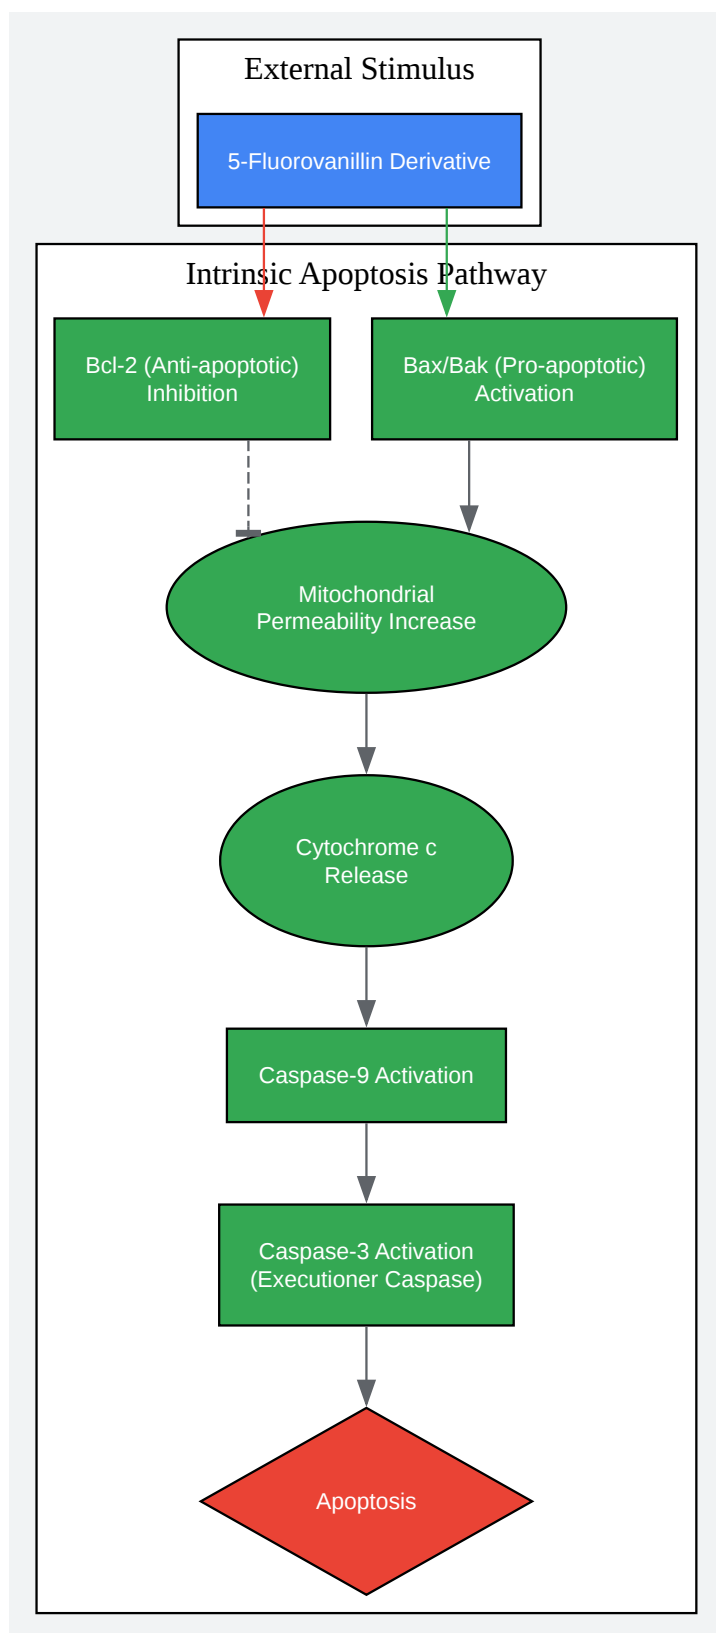 External Stimulus
5-Fluorovanillin Derivative
Intrinsic Apoptosis Pathway
Bcl-2 (Anti-apoptotic)
Inhibition
Bax/Bak (Pro-apoptotic)
Activation
Mitochondrial
Permeability Increase
Cytochrome c
Release
Caspase-9 Activation
Caspase-3 Activation
(Executioner Caspase)
Apoptosis